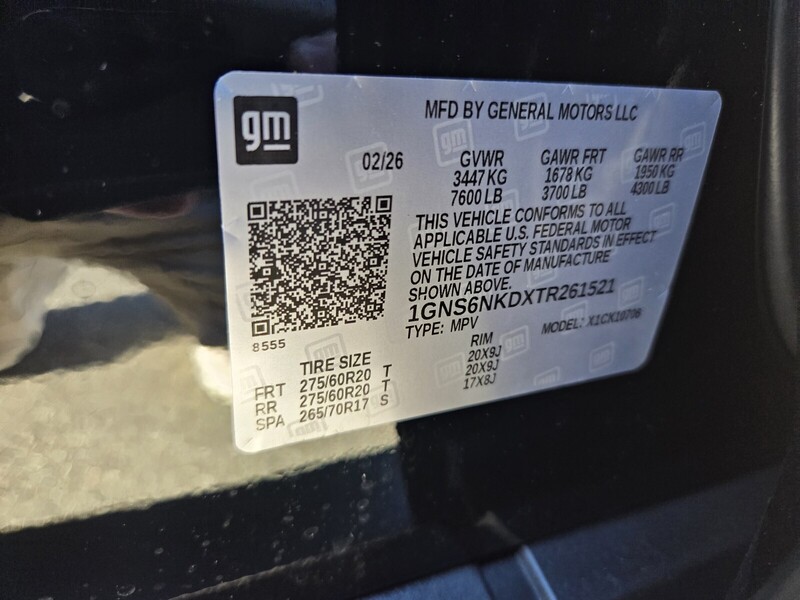 gm
MFD BY GENERAL MOTORS LLC
02/26
GVWR GAWR FRT GAWR RR
3447 KG 1678 KG 1950 KG
7600 LB 3700 LB 4300 LB
THIS VEHICLE CONFORMS TO ALL
APPLICABLE U.S. FEDERAL MOTOR
VEHICLE SAFETY STANDARDS IN EFFECT
ON THE DATE OF MANUFACTURE
SHOWN ABOVE.
1GNS6NKDXTR261521
TYPE: MPV MODEL: X1CK10706
8555
TIRE SIZE RIM
FRT 275/60R20 T 20X9J
RR 275/60R20 T 20X9J
SPA 265/70R17 S 17X8J